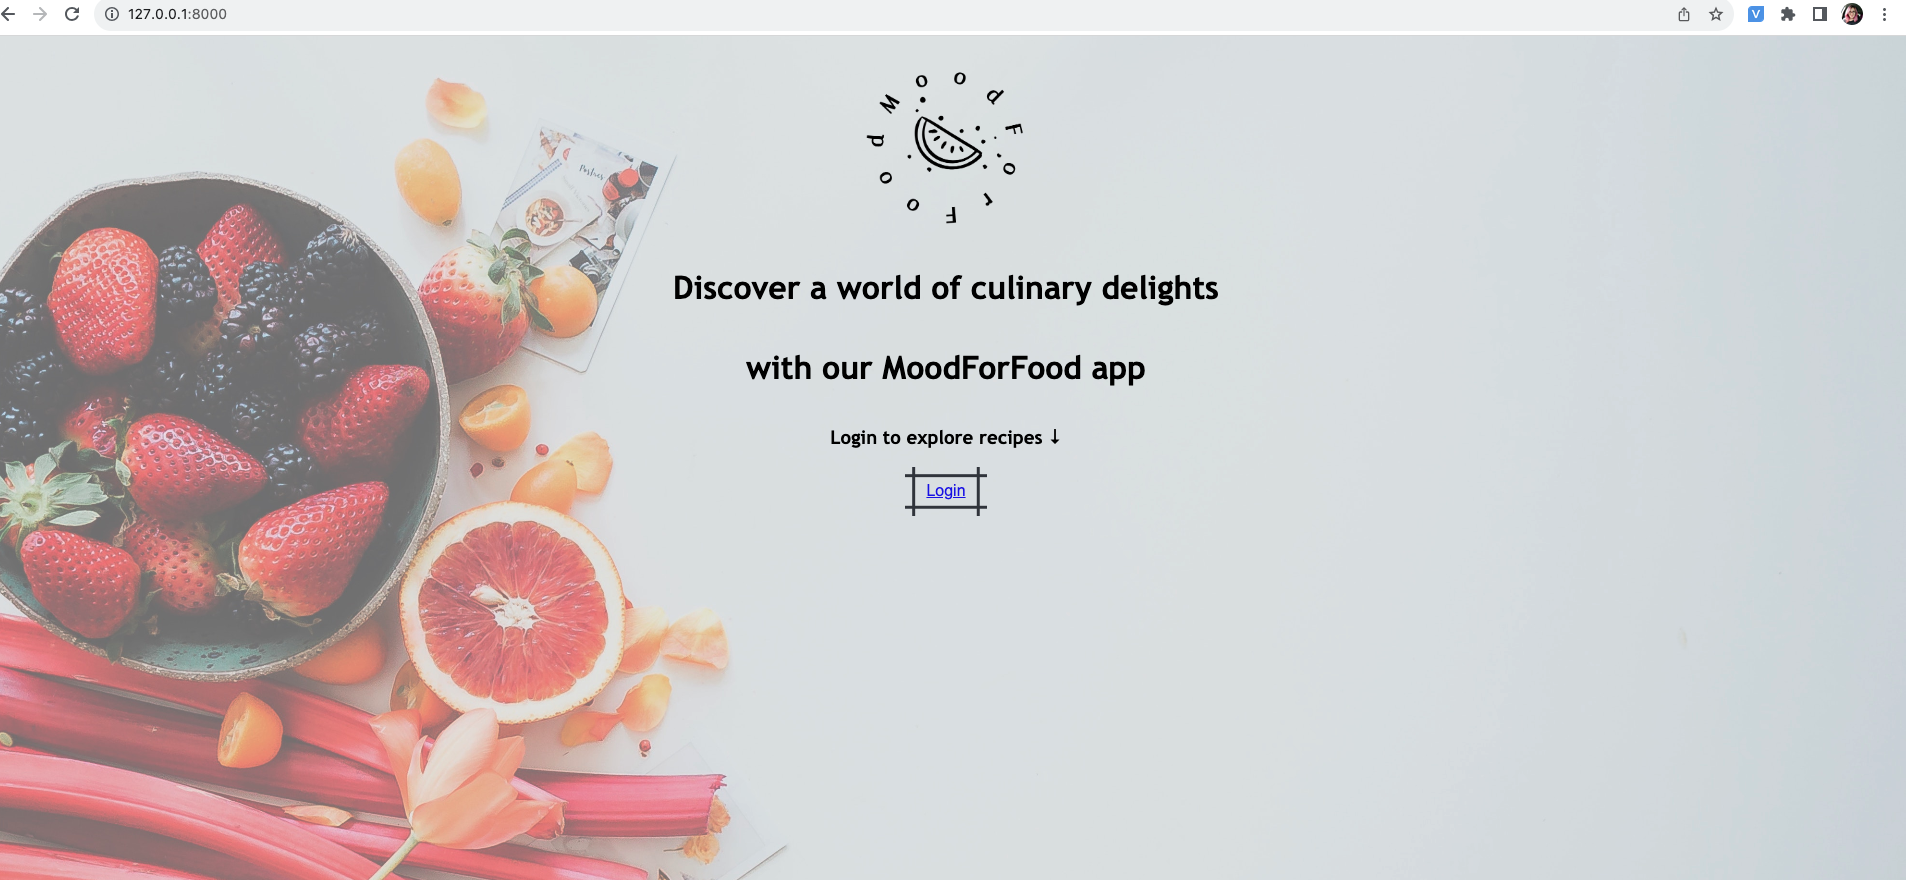 127.0.0.1:8000
MoodForFood
Discover a world of culinary delights
with our MoodForFood app
Login to explore recipes ↓
Login